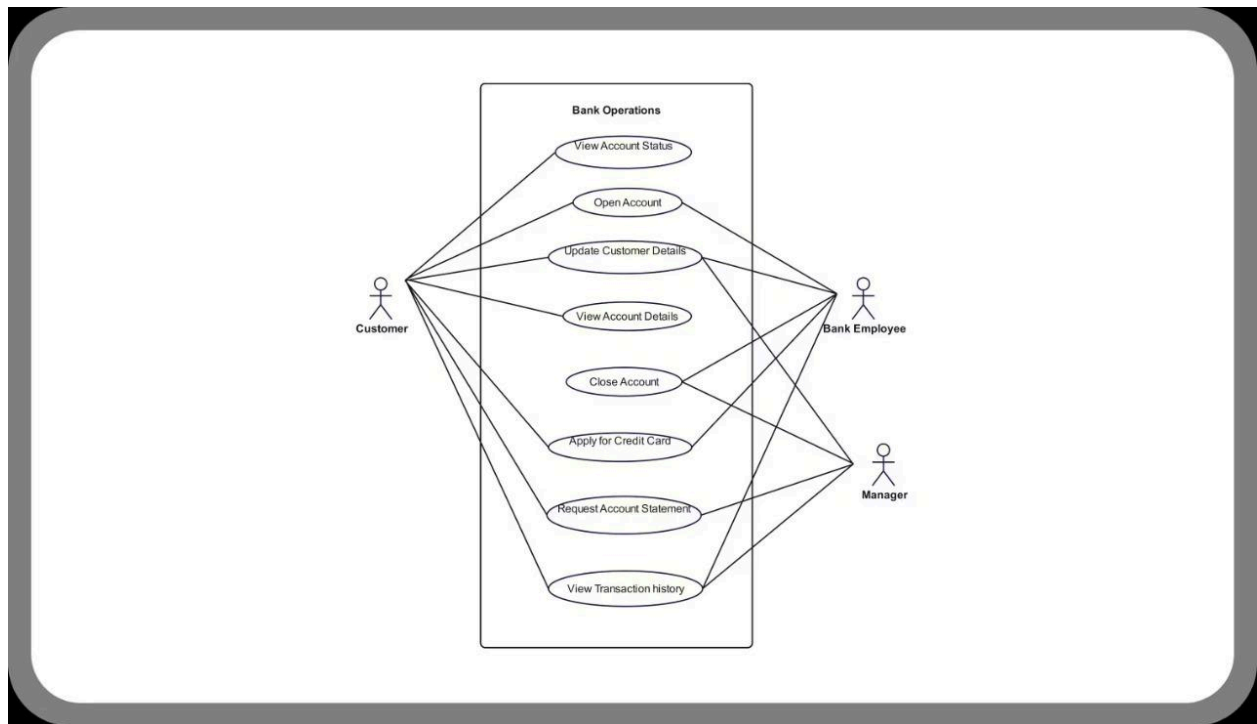 Bank Operations
View Account Status
Open Account
Update Customer Details
View Account Details
Close Account
Apply for Credit Card
Request Account Statement
View Transaction history
Customer
Bank Employee
Manager